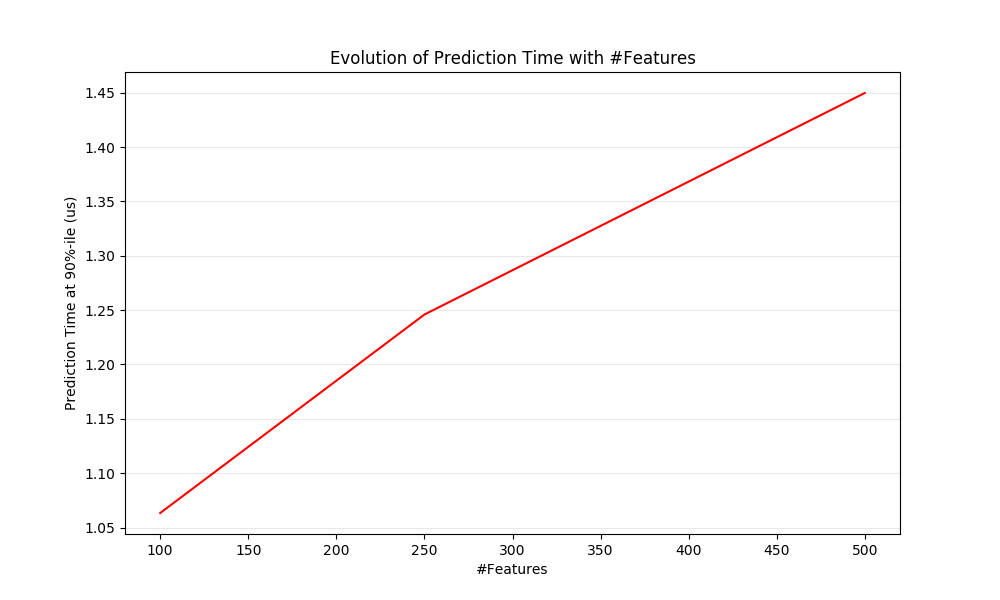 Evolution of Prediction Time with #Features
Prediction Time at 90%-ile (us)
1.45
1.40
1.35
1.30
1.25
1.20
1.15
1.10
1.05
100 150 200 250 300 350 400 450 500
#Features